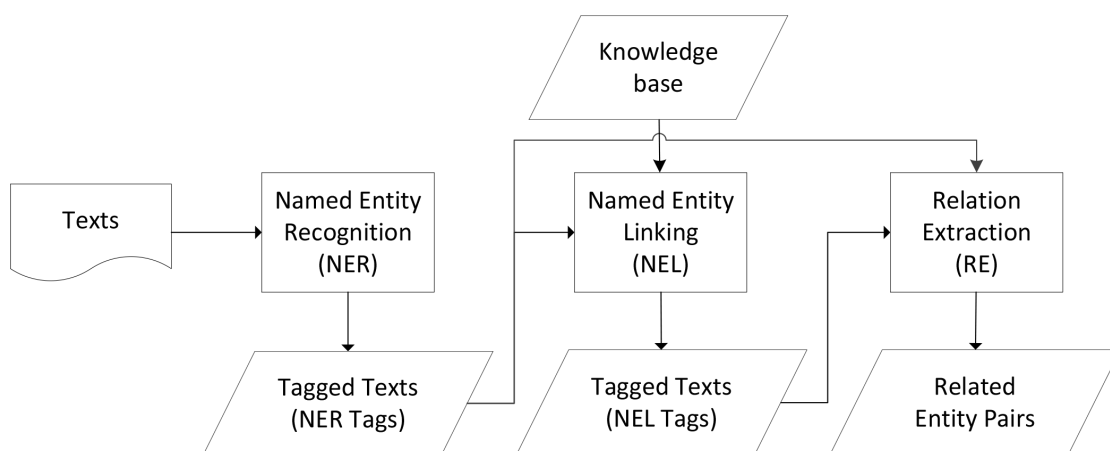 Knowledge
base
Texts
Named Entity
Recognition
(NER)
Named Entity
Linking
(NEL)
Relation
Extraction
(RE)
Tagged Texts
(NER Tags)
Tagged Texts
(NEL Tags)
Related
Entity Pairs